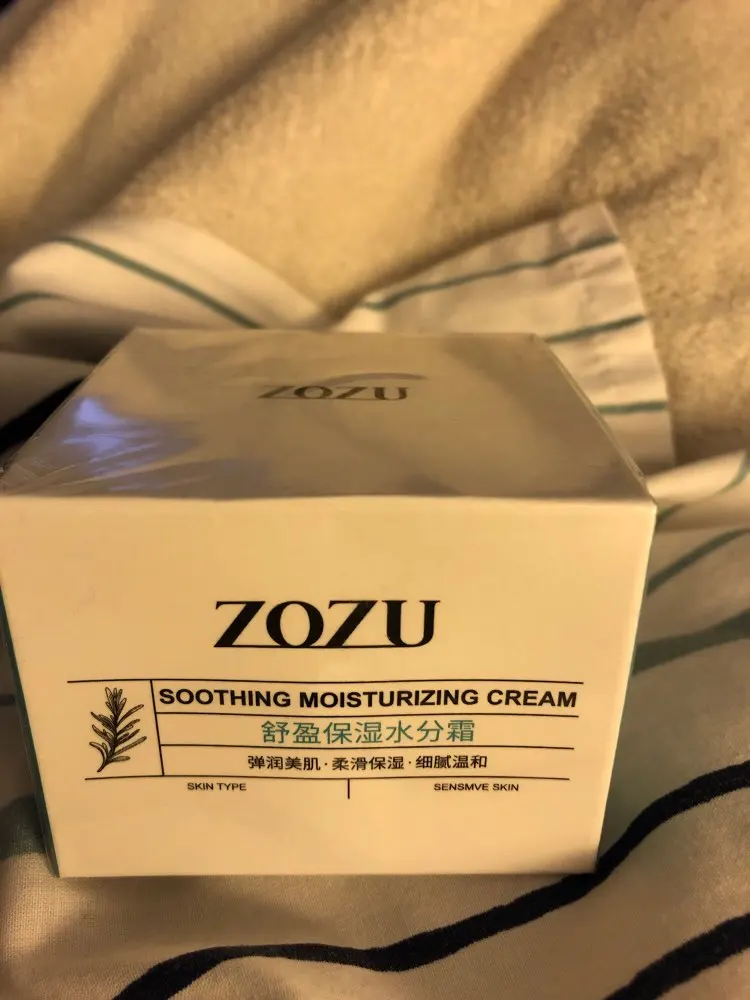 ZOZU
ZOZU
SOOTHING MOISTURIZING CREAM
舒盈保湿水分霜
弹润美肌·柔滑保湿·细腻温和
SKIN TYPE
SENSMVE SKIN